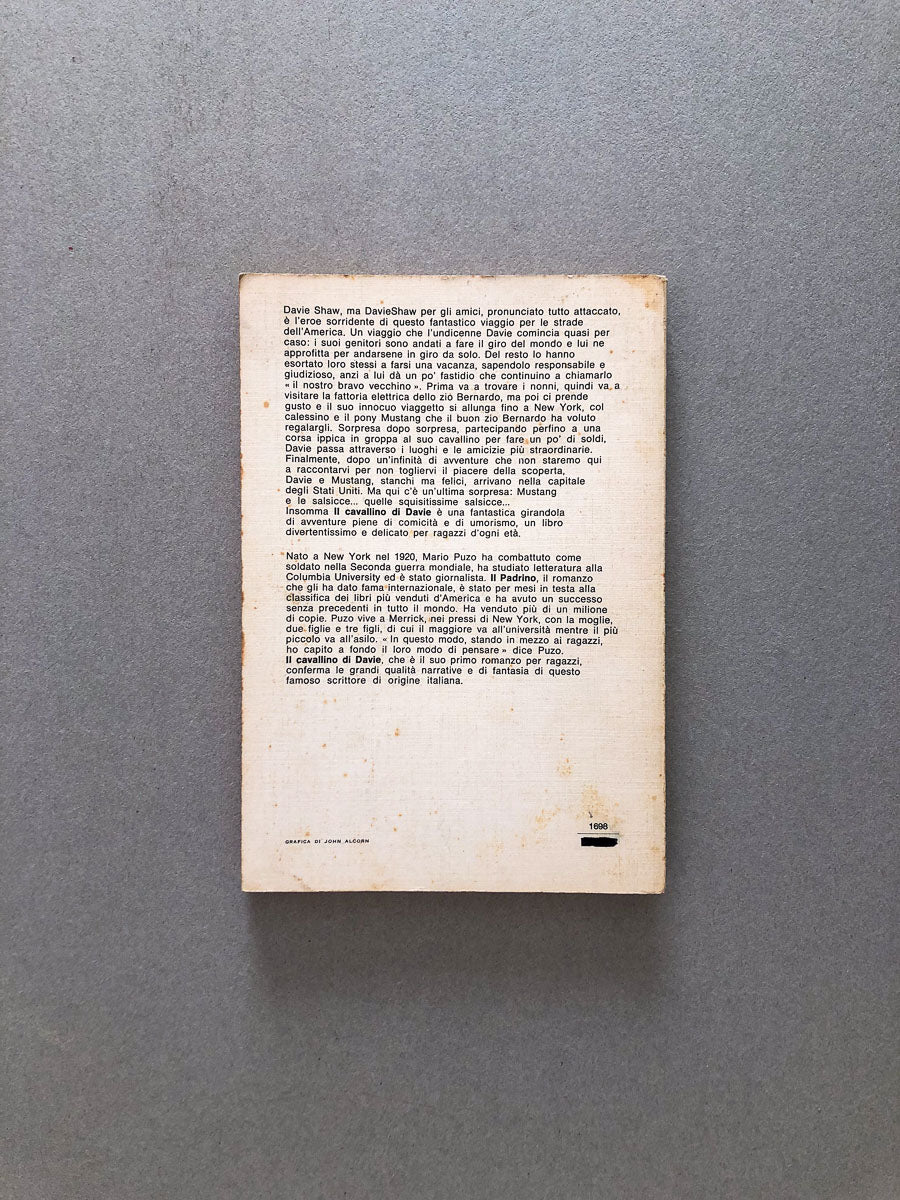 Davie Shaw, ma DavieShaw per gli amici, pronunciato tutto attaccato,
è l'eroe sorridente di questo fantastico viaggio per le strade
dell'America. Un viaggio che l'undicenne Davie comincia quasi per
caso: i suoi genitori sono andati a fare il giro del mondo e lui ne
approfitta per andarsene in giro da solo. Del resto lo hanno
esortato loro stessi a farsi una vacanza, sapendolo responsabile e
giudizioso, anzi a lui dà un po' fastidio che continuino a chiamarlo
« il nostro bravo vecchino ». Prima va a trovare i nonni, quindi va a
visitare la fattoria elettrica dello zio Bernardo, ma poi ci prende
gusto e il suo innocuo viaggetto si allunga fino a New York, col
calessino e il pony Mustang che il buon zio Bernardo ha voluto
regalargli. Sorpresa dopo sorpresa, partecipando perfino a una
corsa ippica in groppa al suo cavallino per fare un po' di soldi,
Davie passa attraverso i luoghi e le amicizie più straordinarie.
Finalmente, dopo un'infinità di avventure che non staremo qui
a raccontarvi per non togliervi il piacere della scoperta,
Davie e Mustang, stanchi ma felici, arrivano nella capitale
degli Stati Uniti. Ma qui c'è un'ultima sorpresa: Mustang
e le salsicce... quelle squisitissime salsicce...
Insomma Il cavallino di Davie è una fantastica girandola
di avventure piene di comicità e di umorismo, un libro
divertentissimo e delicato per ragazzi d'ogni età.
Nato a New York nel 1920, Mario Puzo ha combattuto come
soldato nella Seconda guerra mondiale, ha studiato letteratura alla
Columbia University ed è stato giornalista. Il Padrino, il romanzo
che gli ha dato fama internazionale, è stato per mesi in testa alla
classifica dei libri più venduti d'America e ha avuto un successo
senza precedenti in tutto il mondo. Ha venduto più di un milione
di copie. Puzo vive a Merrick, nei pressi di New York, con la moglie,
due figlie e tre figli, di cui il maggiore va all'università mentre il più
piccolo va all'asilo. « In questo modo, stando in mezzo ai ragazzi,
ho capito a fondo il loro modo di pensare » dice Puzo.
Il cavallino di Davie, che è il suo primo romanzo per ragazzi,
conferma le grandi qualità narrative e di fantasia di questo
famoso scrittore di origine italiana.
GRAFICA DI JOHN ALCORN
1698